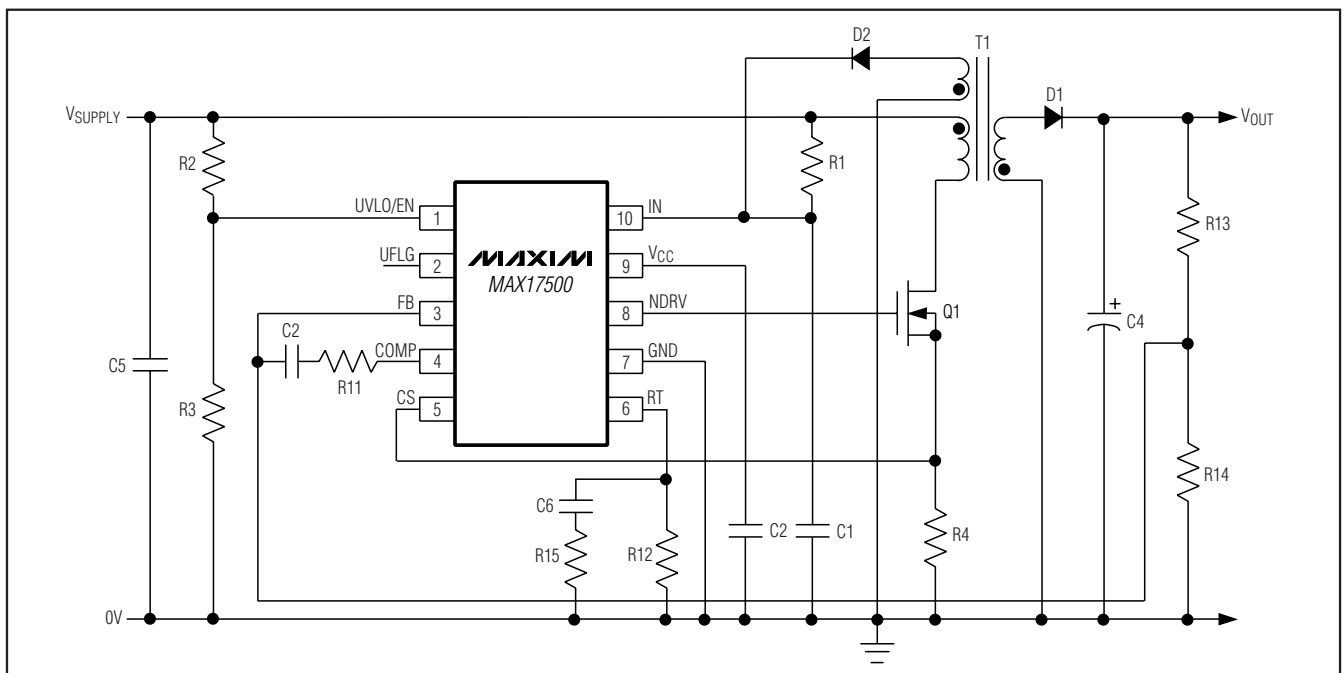 D2
T1
D1
VSUPPLY
VOUT
R2
R1
UVLO/EN
1
10
IN
R13
UFLG
2
MAXIM
MAX17500
9
VCC
FB
3
8
NDRV
Q1
C4
+
C2
COMP
4
7
GND
C5
R11
R3
CS
5
6
RT
R14
C6
R15
R12
C2
C1
R4
0V